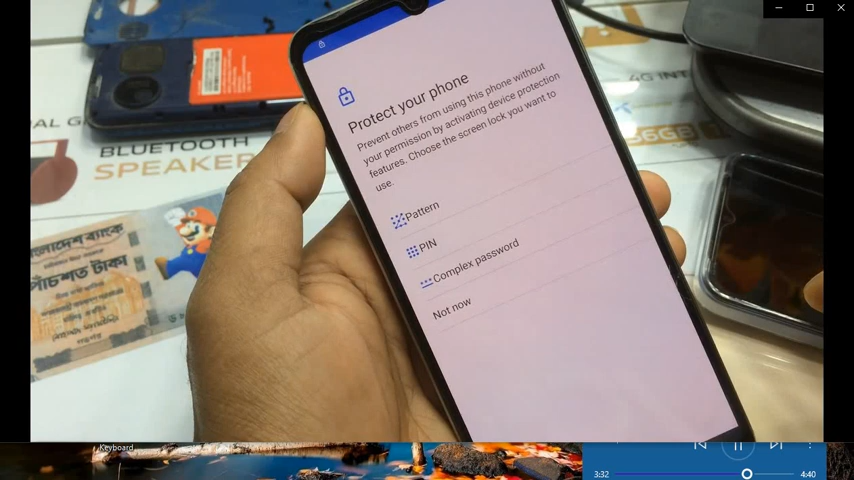 Protect your phone
Prevent others from using this phone without
your permission by activating device protection
features. Choose the screen lock you want to
use.
Pattern
PIN
Complex password
Not now
BLUETOOTH
SPEAKER
4G INT
পাঁচশত টাকা
Keyboard
3:32
4:40